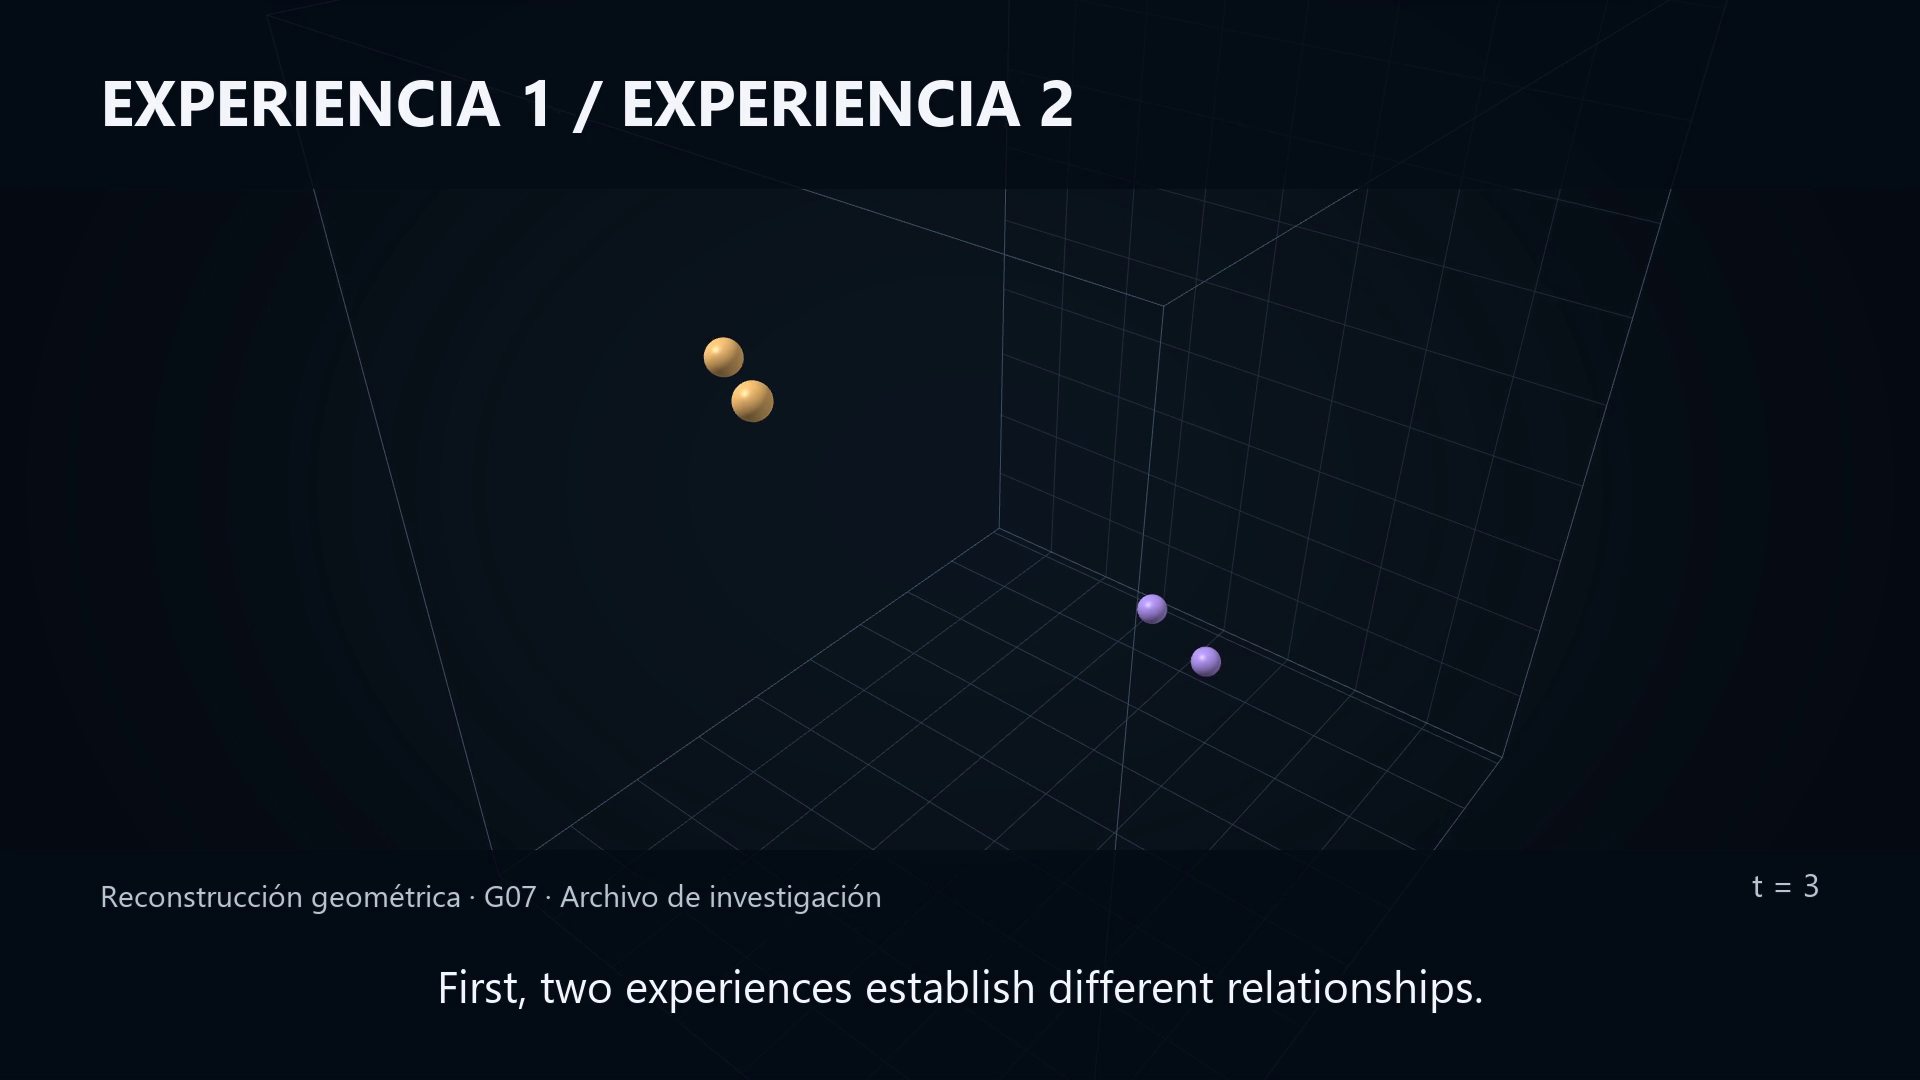 EXPERIENCIA 1 / EXPERIENCIA 2
Reconstrucción geométrica · G07 · Archivo de investigación
t = 3
First, two experiences establish different relationships.